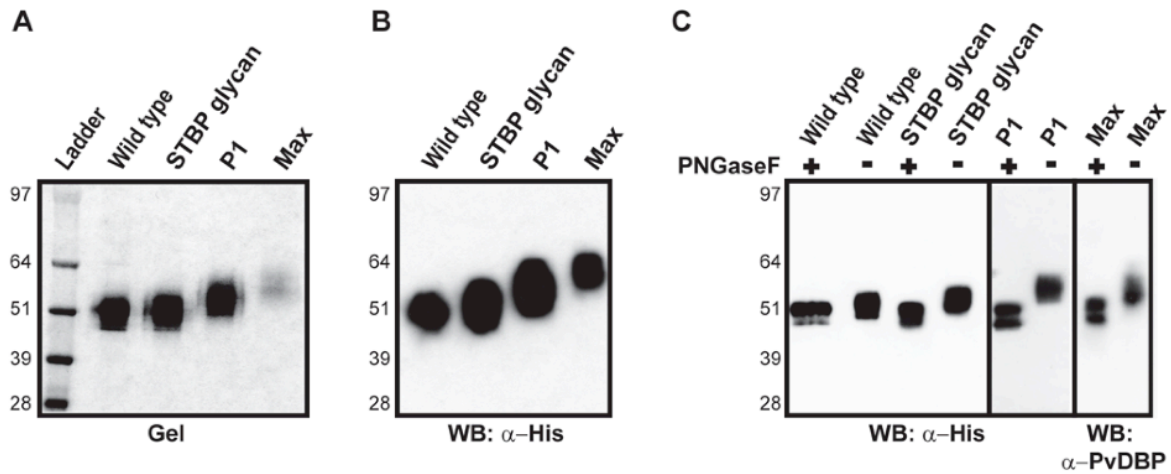 A
B
C
Ladder
Wild type
STBP glycan
P1
Max
Wild type
STBP glycan
P1
Max
Wild type
Wild type
STBP glycan
STBP glycan
P1
P1
Max
Max
PNGaseF + - + - + - + -
97
64
51
39
28
97
64
51
39
28
97
64
51
39
28
Gel
WB: α-His
WB: α-His
WB:
α-PvDBP